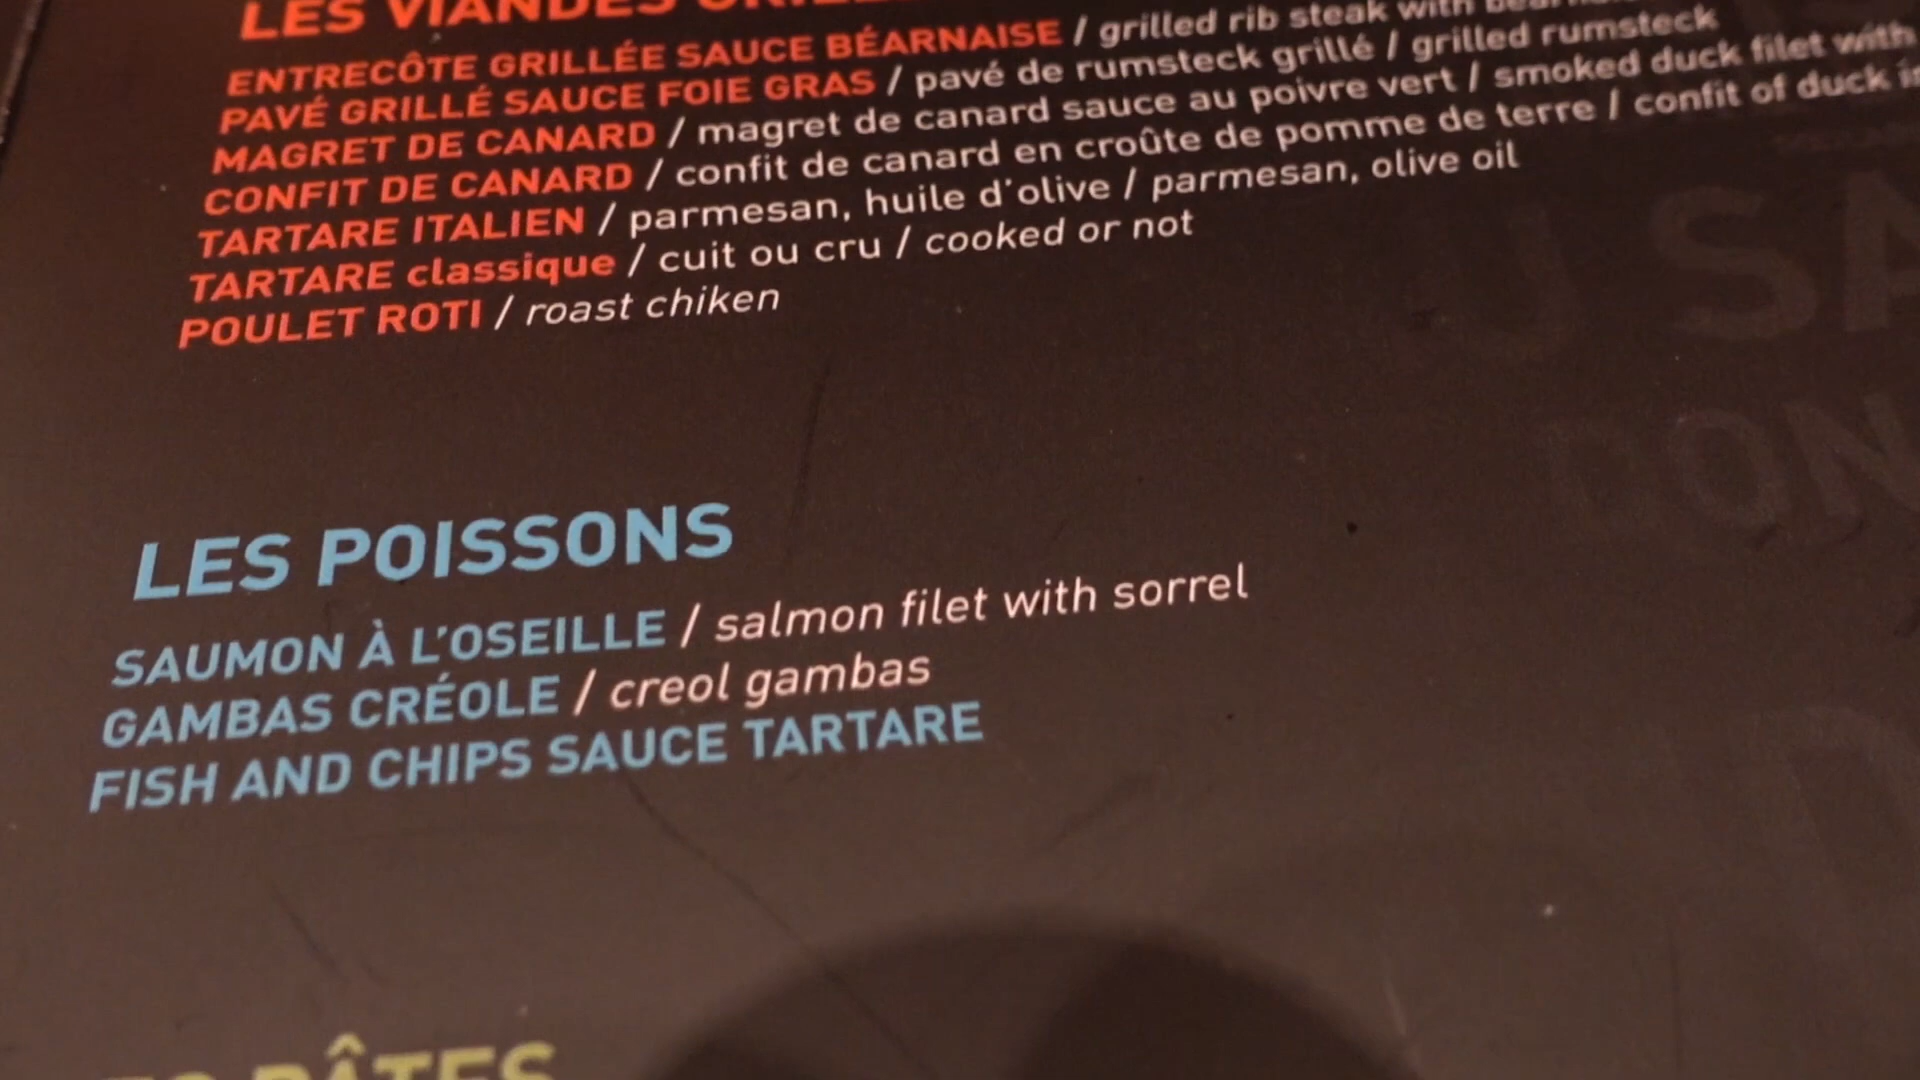 LES VIANDES
ENTRECÔTE GRILLÉE SAUCE BÉARNAISE / grilled rib steak with
PAVÉ GRILLÉ SAUCE FOIE GRAS / pavé de rumsteck grillé / grilled rumsteck
MAGRET DE CANARD / magret de canard sauce au poivre vert / smoked duck filet with
CONFIT DE CANARD / confit de canard en croûte de pomme de terre / confit of duck in
TARTARE ITALIEN / parmesan, huile d'olive / parmesan, olive oil
TARTARE classique / cuit ou cru / cooked or not
POULET ROTI / roast chiken
LES POISSONS
SAUMON À L'OSEILLE / salmon filet with sorrel
GAMBAS CRÉOLE / creol gambas
FISH AND CHIPS SAUCE TARTARE
PÂTES